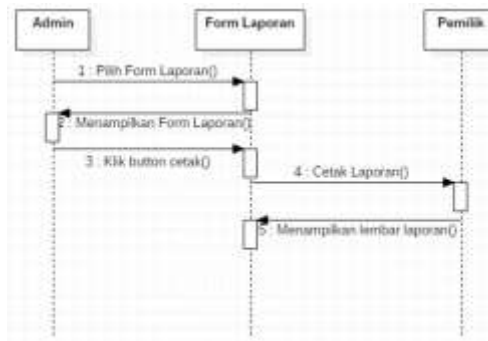 Admin
Form Laporan
Pemilik
1 : Pilih Form Laporan()
2 : Menampilkan Form Laporan()
3 : Klik button cetak()
4 : Cetak Laporan()
5 : Menampilkan lembar laporan()